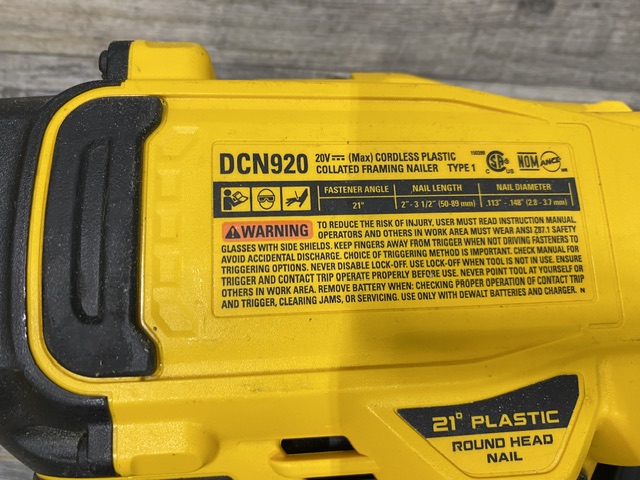 DCN920 20V (Max) CORDLESS PLASTIC
COLLATED FRAMING NAILER TYPE 1
NOM ANCE
FASTENER ANGLE NAIL LENGTH NAIL DIAMETER
21° 2" - 3 1/2" (50-89 mm) .113" - .148" (2.8 - 3.7 mm)
WARNING TO REDUCE THE RISK OF INJURY, USER MUST READ INSTRUCTION MANUAL.
OPERATORS AND OTHERS IN WORK AREA MUST WEAR ANSI Z87.1 SAFETY
GLASSES WITH SIDE SHIELDS. KEEP FINGERS AWAY FROM TRIGGER WHEN NOT DRIVING FASTENERS TO
AVOID ACCIDENTAL DISCHARGE. CHOICE OF TRIGGERING METHOD IS IMPORTANT. CHECK MANUAL FOR
TRIGGERING OPTIONS. NEVER DISABLE LOCK-OFF. USE LOCK-OFF WHEN TOOL IS NOT IN USE. ENSURE
TRIGGER AND CONTACT TRIP OPERATE PROPERLY BEFORE USE. NEVER POINT TOOL AT YOURSELF OR
OTHERS IN WORK AREA. REMOVE BATTERY WHEN: CHECKING PROPER OPERATION OF CONTACT TRIP
AND TRIGGER, CLEARING JAMS, OR SERVICING. USE ONLY WITH DEWALT BATTERIES AND CHARGER. N
21° PLASTIC
ROUND HEAD
NAIL